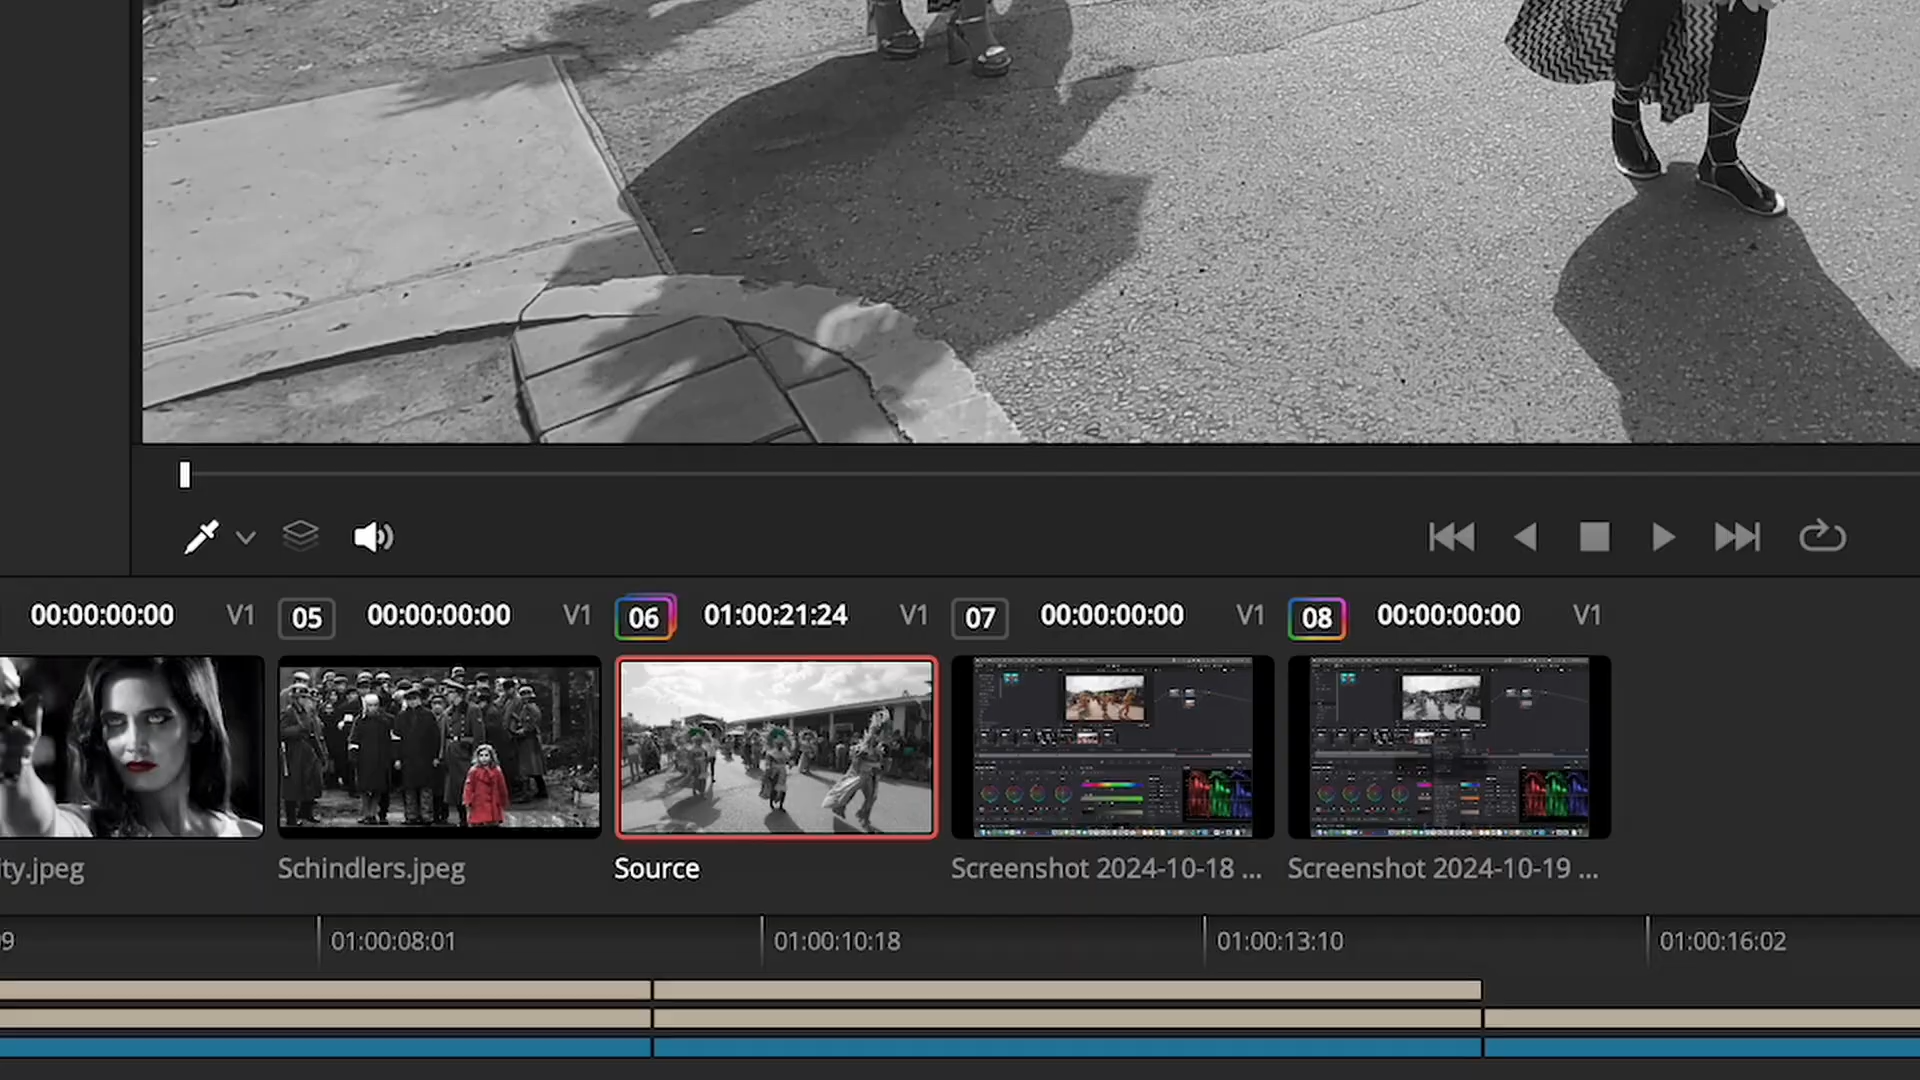 00:00:00:00 V1 05 00:00:00:00 V1 06 01:00:21:24 V1 07 00:00:00:00 V1 08 00:00:00:00 V1
ty.jpeg Schindlers.jpeg Source Screenshot 2024-10-18 ... Screenshot 2024-10-19 ...
9 01:00:08:01 01:00:10:18 01:00:13:10 01:00:16:02